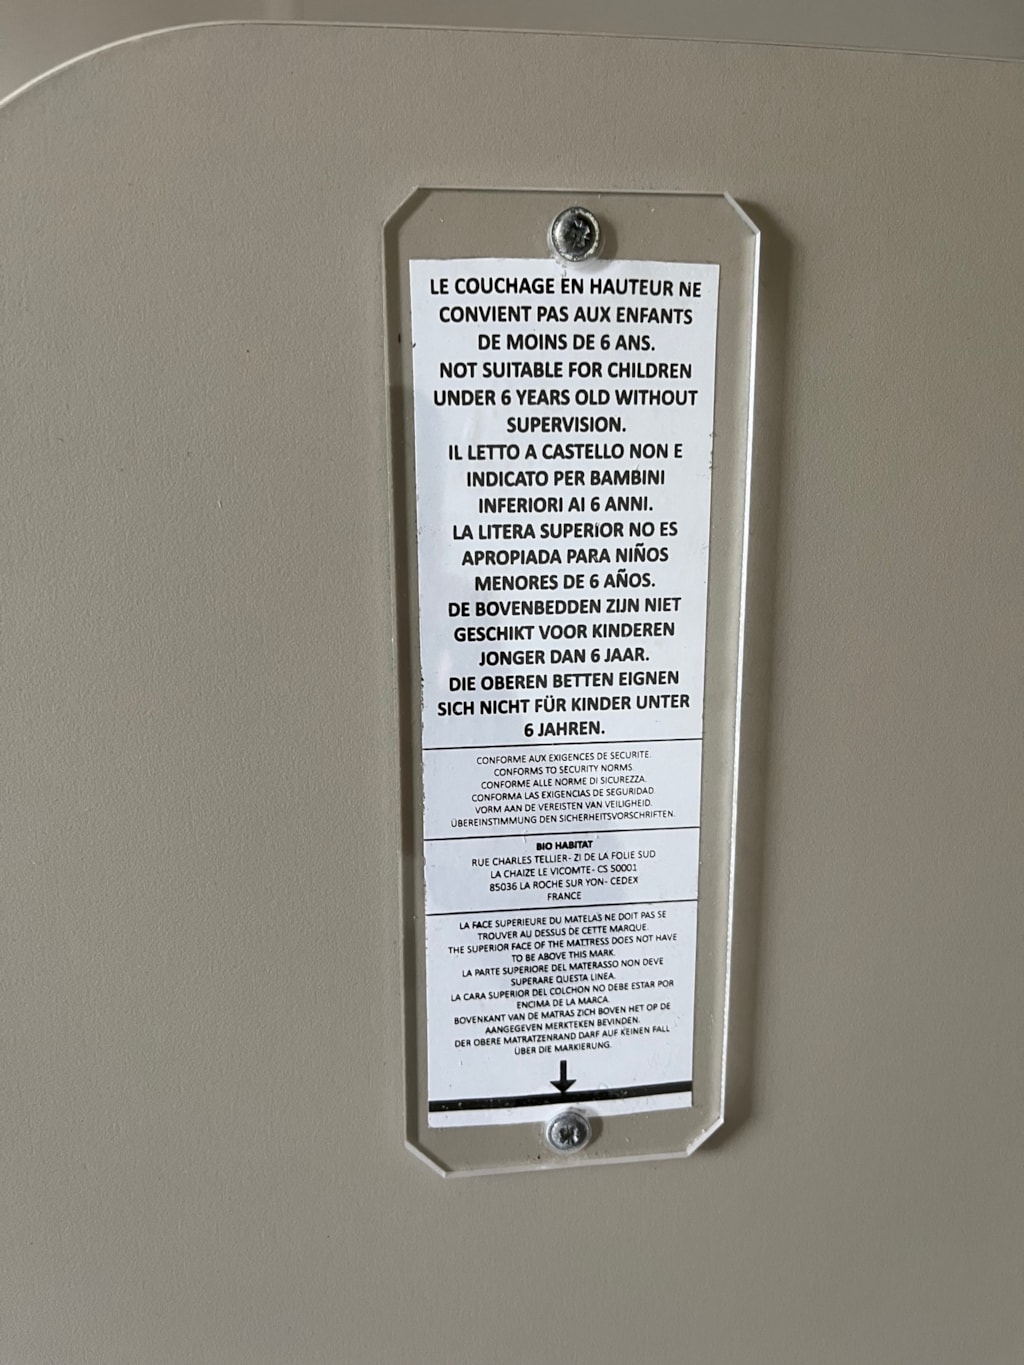 LE COUCHAGE EN HAUTEUR NE
CONVIENT PAS AUX ENFANTS
DE MOINS DE 6 ANS.
NOT SUITABLE FOR CHILDREN
UNDER 6 YEARS OLD WITHOUT
SUPERVISION.
IL LETTO A CASTELLO NON E
INDICATO PER BAMBINI
INFERIORI AI 6 ANNI.
LA LITERA SUPERIOR NO ES
APROPIADA PARA NIÑOS
MENORES DE 6 AÑOS.
DE BOVENBEDDEN ZIJN NIET
GESCHIKT VOOR KINDEREN
JONGER DAN 6 JAAR.
DIE OBEREN BETTEN EIGNEN
SICH NICHT FÜR KINDER UNTER
6 JAHREN.
CONFORME AUX EXIGENCES DE SECURITE.
CONFORMS TO SECURITY NORMS.
CONFORME ALLE NORME DI SICUREZZA.
CONFORMA LAS EXIGENCIAS DE SEGURIDAD.
VORM AAN DE VEREISTEN VAN VEILIGHEID.
ÜBEREINSTIMMUNG DEN SICHERHEITSVORSCHRIFTEN.
BIO HABITAT
RUE CHARLES TELLIER- ZI DE LA FOLIE SUD
LA CHAIZE LE VICOMTE- CS 50001
85036 LA ROCHE SUR YON- CEDEX
FRANCE
LA FACE SUPERIEURE DU MATELAS NE DOIT PAS SE
TROUVER AU DESSUS DE CETTE MARQUE.
THE SUPERIOR FACE OF THE MATTRESS DOES NOT HAVE
TO BE ABOVE THIS MARK.
LA PARTE SUPERIORE DEL MATERASSO NON DEVE
SUPERARE QUESTA LINEA.
LA CARA SUPERIOR DEL COLCHON NO DEBE ESTAR POR
ENCIMA DE LA MARCA.
BOVENKANT VAN DE MATRAS ZICH BOVEN HET OP DE
AANGEGEVEN MERKTEKEN BEVINDEN.
DER OBERE MATRATZENRAND DARF AUF KEINEN FALL
ÜBER DIE MARKIERUNG.